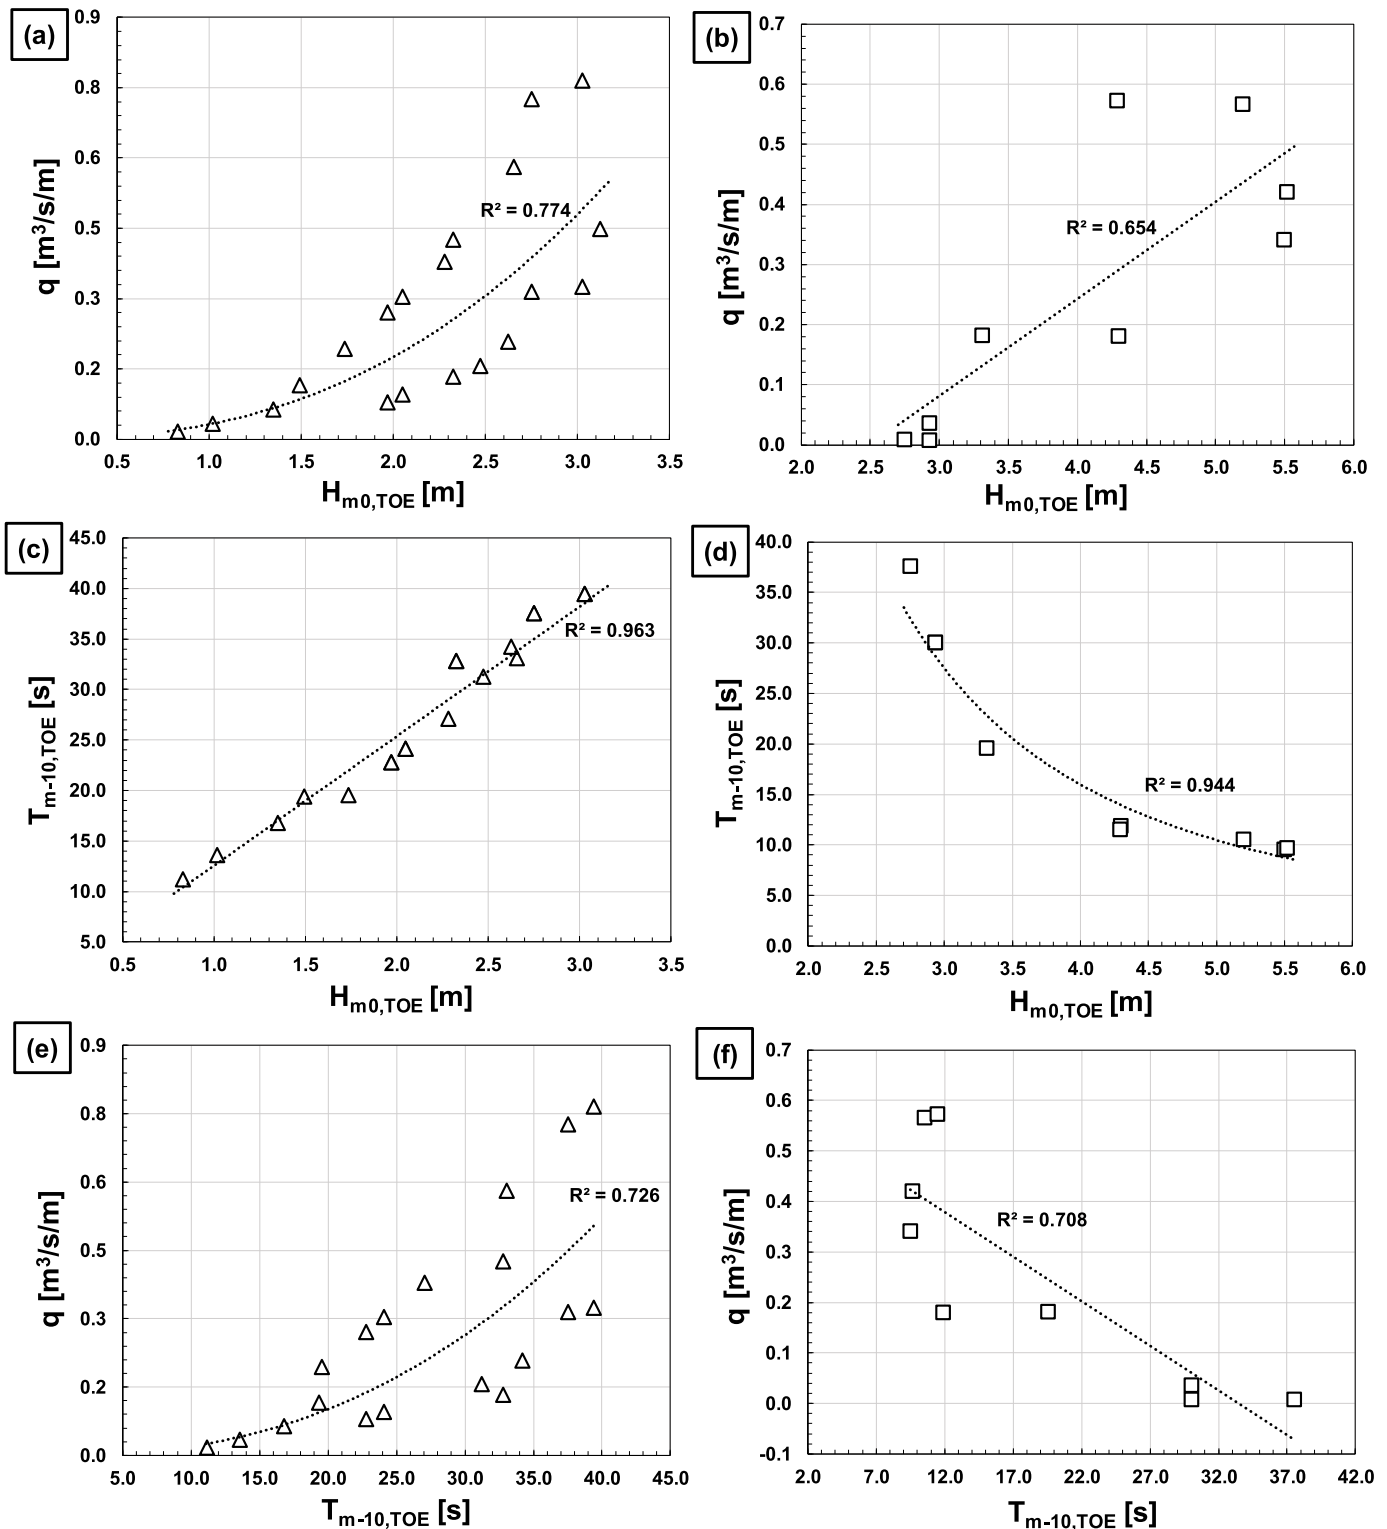 (a)
0.9
0.8
0.6
0.5
0.3
0.2
0.0
q [m³/s/m]
R² = 0.774
0.5 1.0 1.5 2.0 2.5 3.0 3.5
Hm0,TOE [m]
(b)
0.7
0.6
0.5
0.4
0.3
0.2
0.1
0.0
q [m³/s/m]
R² = 0.654
2.0 2.5 3.0 3.5 4.0 4.5 5.0 5.5 6.0
Hm0,TOE [m]
(c)
45.0
40.0
35.0
30.0
25.0
20.0
15.0
10.0
5.0
Tm-10,TOE [s]
R² = 0.963
0.5 1.0 1.5 2.0 2.5 3.0 3.5
Hm0,TOE [m]
(d)
40.0
35.0
30.0
25.0
20.0
15.0
10.0
5.0
0.0
Tm-10,TOE [s]
R² = 0.944
2.0 2.5 3.0 3.5 4.0 4.5 5.0 5.5 6.0
Hm0,TOE [m]
(e)
0.9
0.8
0.6
0.5
0.3
0.2
0.0
q [m³/s/m]
R² = 0.726
5.0 10.0 15.0 20.0 25.0 30.0 35.0 40.0 45.0
Tm-10,TOE [s]
(f)
0.7
0.6
0.5
0.4
0.3
0.2
0.1
0.0
-0.1
q [m³/s/m]
R² = 0.708
2.0 7.0 12.0 17.0 22.0 27.0 32.0 37.0 42.0
Tm-10,TOE [s]